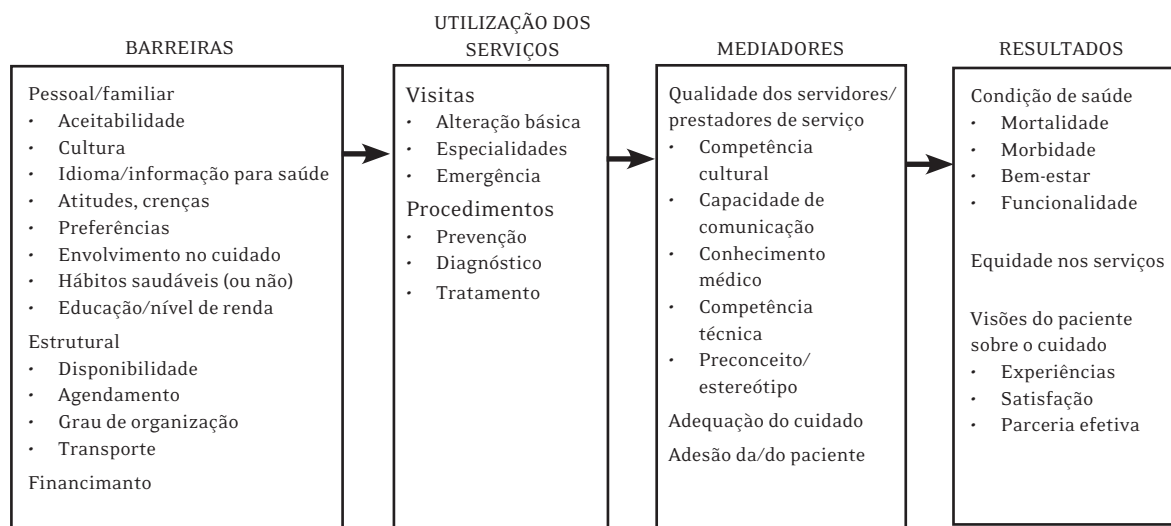 BARREIRAS
Pessoal/familiar
• Aceitabilidade
• Cultura
• Idioma/informação para saúde
• Atitudes, crenças
• Preferências
• Envolvimento no cuidado
• Hábitos saudáveis (ou não)
• Educação/nível de renda
Estrutural
• Disponibilidade
• Agendamento
• Grau de organização
• Transporte
Financimanto
UTILIZAÇÃO DOS
SERVIÇOS
Visitas
• Alteração básica
• Especialidades
• Emergência
Procedimentos
• Prevenção
• Diagnóstico
• Tratamento
MEDIADORES
Qualidade dos servidores/
prestadores de serviço
• Competência
cultural
• Capacidade de
comunicação
• Conhecimento
médico
• Competência
técnica
• Preconceito/
estereótipo
Adequaçào do cuidado
Adesão da/do paciente
RESULTADOS
Condição de saúde
• Mortalidade
• Morbidade
• Bem-estar
• Funcionalidade
Equidade nos serviços
Visões do paciente
sobre o cuidado
• Experiências
• Satisfação
• Parceria efetiva